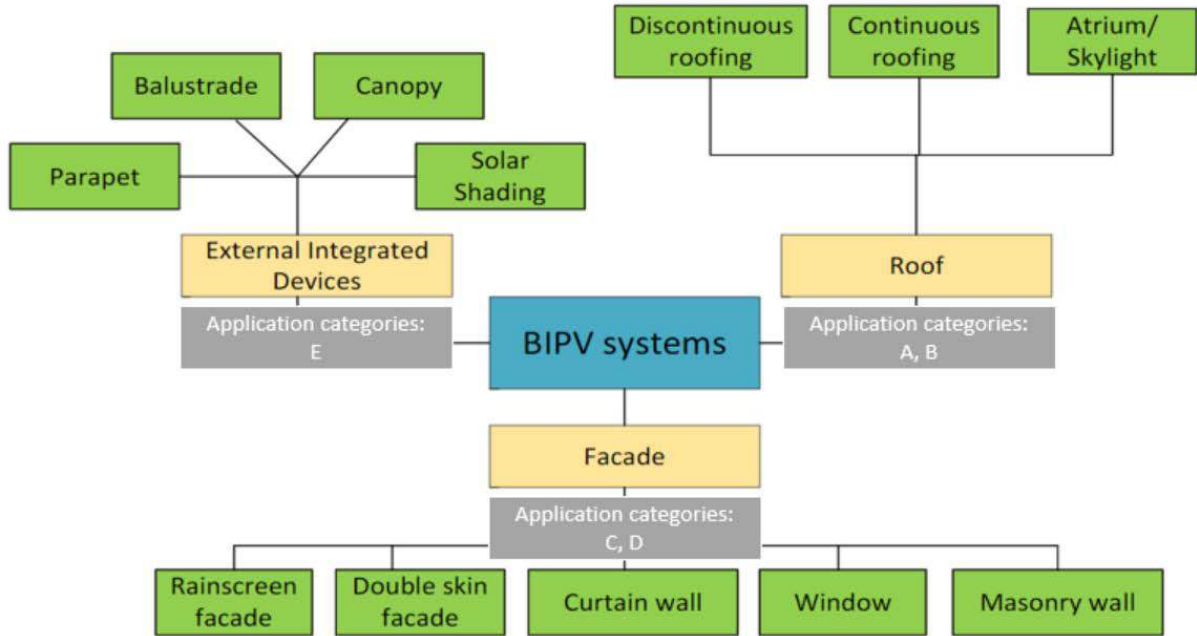 Discontinuous
roofing
Continuous
roofing
Atrium/
Skylight
Balustrade
Canopy
Parapet
Solar
Shading
External Integrated
Devices
Roof
Application categories:
E
BIPV systems
Application categories:
A, B
Facade
Application categories:
C, D
Rainscreen
facade
Double skin
facade
Curtain wall
Window
Masonry wall